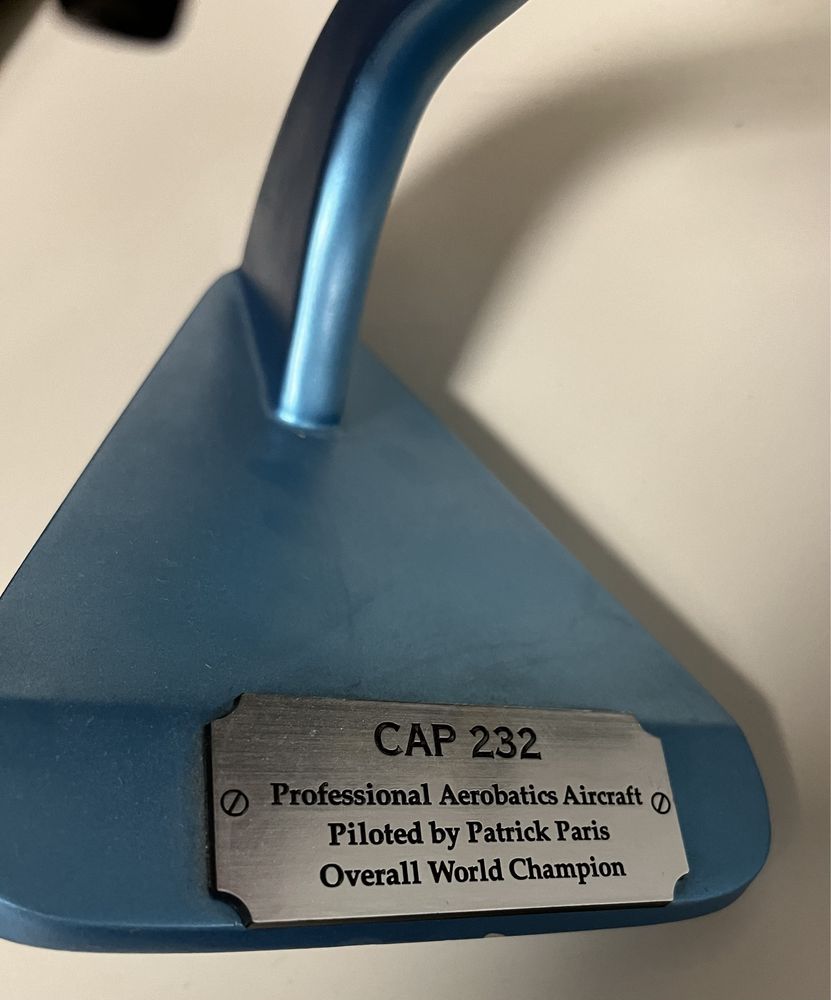 CAP 232
Professional Aerobatics Aircraft
Piloted by Patrick Paris
Overall World Champion